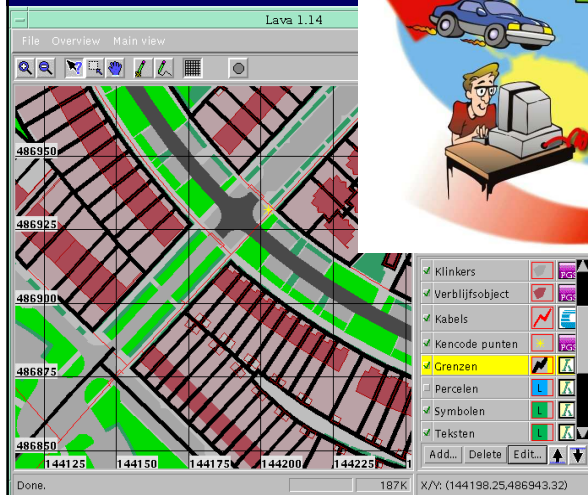 Lava 1.14
File Overview Main view
486950
486925
486900
486875
486850
144125 144150 144175 144200 144225
Klinkers
Verblijfsobject
Kabels
Kencode punten
Grenzen
Percelen L
Symbolen L
Teksten L
Add... Delete Edit...
Done. 187K X/Y: (144198.25,486943.32)